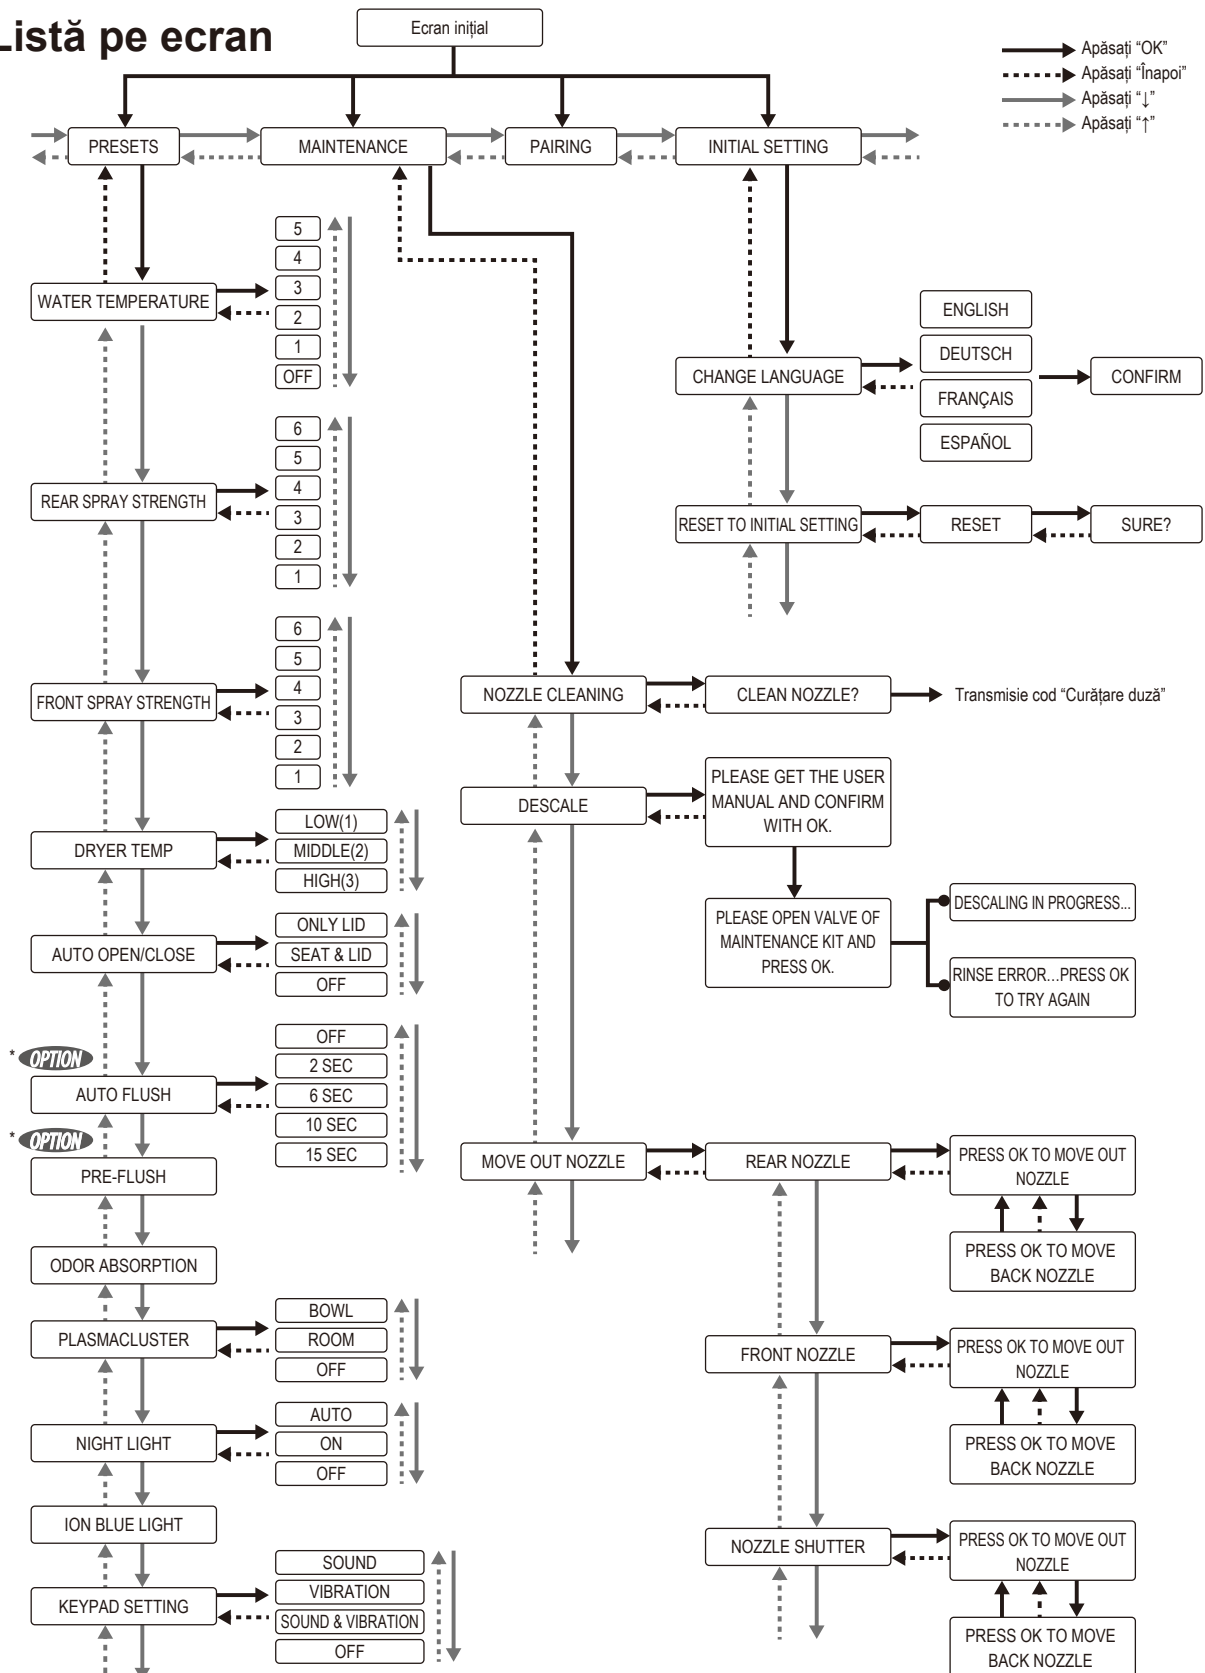 Listă pe ecran
Ecran inițial
Apăsați “OK”
Apăsați “Înapoi”
Apăsați “↓”
Apăsați “↑”
PRESETS
MAINTENANCE
PAIRING
INITIAL SETTING
WATER TEMPERATURE
5
4
3
2
1
OFF
REAR SPRAY STRENGTH
6
5
4
3
2
1
FRONT SPRAY STRENGTH
6
5
4
3
2
1
DRYER TEMP
LOW(1)
MIDDLE(2)
HIGH(3)
AUTO OPEN/CLOSE
ONLY LID
SEAT & LID
OFF
* OPTION
AUTO FLUSH
OFF
2 SEC
6 SEC
10 SEC
15 SEC
* OPTION
PRE-FLUSH
ODOR ABSORPTION
PLASMACLUSTER
BOWL
ROOM
OFF
NIGHT LIGHT
AUTO
ON
OFF
ION BLUE LIGHT
KEYPAD SETTING
SOUND
VIBRATION
SOUND & VIBRATION
OFF
NOZZLE CLEANING
CLEAN NOZZLE?
Transmisie cod “Curățare duză”
DESCALE
PLEASE GET THE USER
MANUAL AND CONFIRM
WITH OK.
PLEASE OPEN VALVE OF
MAINTENANCE KIT AND
PRESS OK.
DESCALING IN PROGRESS...
RINSE ERROR…PRESS OK
TO TRY AGAIN
MOVE OUT NOZZLE
REAR NOZZLE
PRESS OK TO MOVE OUT
NOZZLE
PRESS OK TO MOVE
BACK NOZZLE
FRONT NOZZLE
PRESS OK TO MOVE OUT
NOZZLE
PRESS OK TO MOVE
BACK NOZZLE
NOZZLE SHUTTER
PRESS OK TO MOVE OUT
NOZZLE
PRESS OK TO MOVE
BACK NOZZLE
CHANGE LANGUAGE
ENGLISH
DEUTSCH
FRANÇAIS
ESPAÑOL
CONFIRM
RESET TO INITIAL SETTING
RESET
SURE?